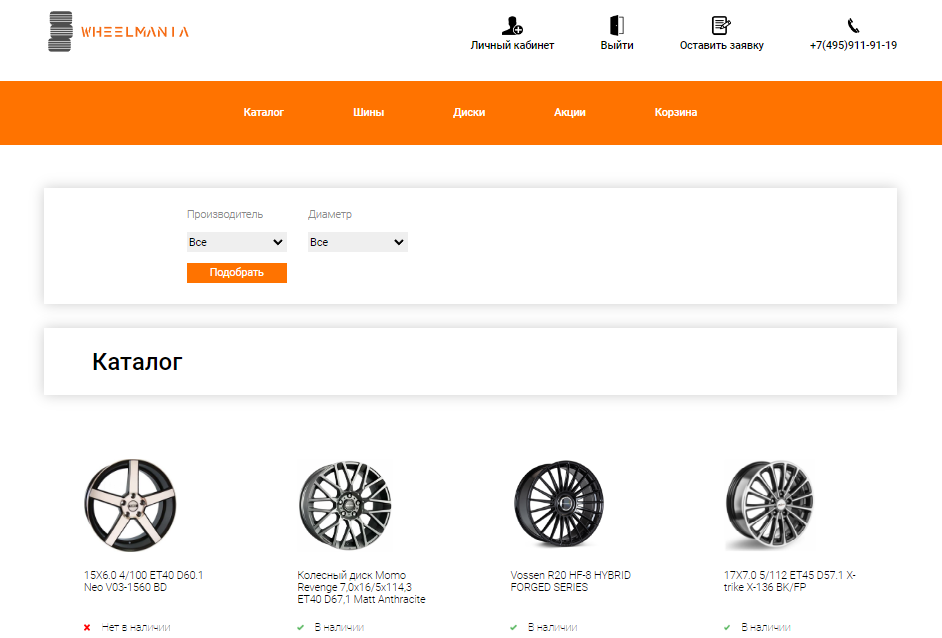 WHEELMANIA
Личный кабинет
Выйти
Оставить заявку
+7(495)911-91-19
Каталог
Шины
Диски
Акции
Корзина
Производитель
Диаметр
Все
Все
Подобрать
Каталог
15X6.0 4/100 ET40 D60.1
Neo V03-1560 BD
Нет в наличии
Колесный диск Momo
Revenge 7,0x16/5x114,3
ET40 D67,1 Matt Anthracite
В наличии
Vossen R20 HF-8 HYBRID
FORGED SERIES
В наличии
17X7.0 5/112 ET45 D57.1 X-
trike X-136 BK/FP
В наличии